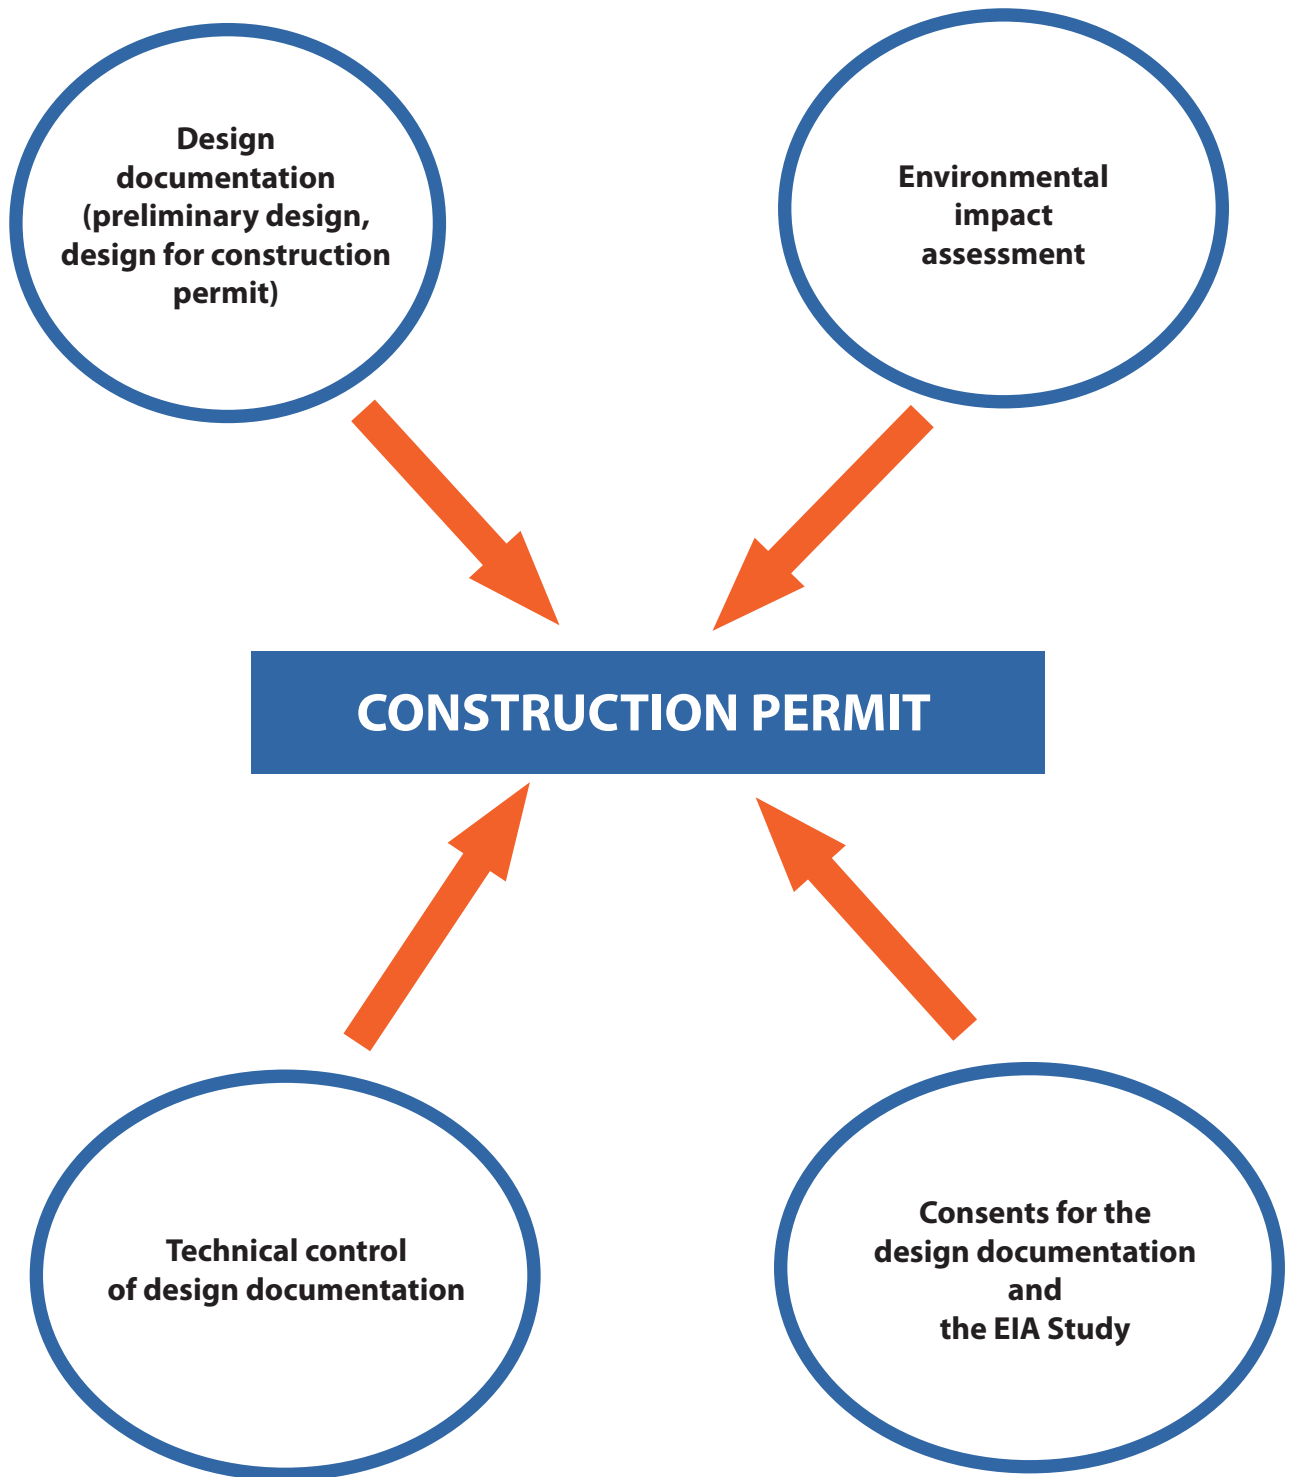 Design
documentation
(preliminary design,
design for construction
permit)
Environmental
impact
assessment
CONSTRUCTION PERMIT
Technical control
of design documentation
Consents for the
design documentation
and
the EIA Study